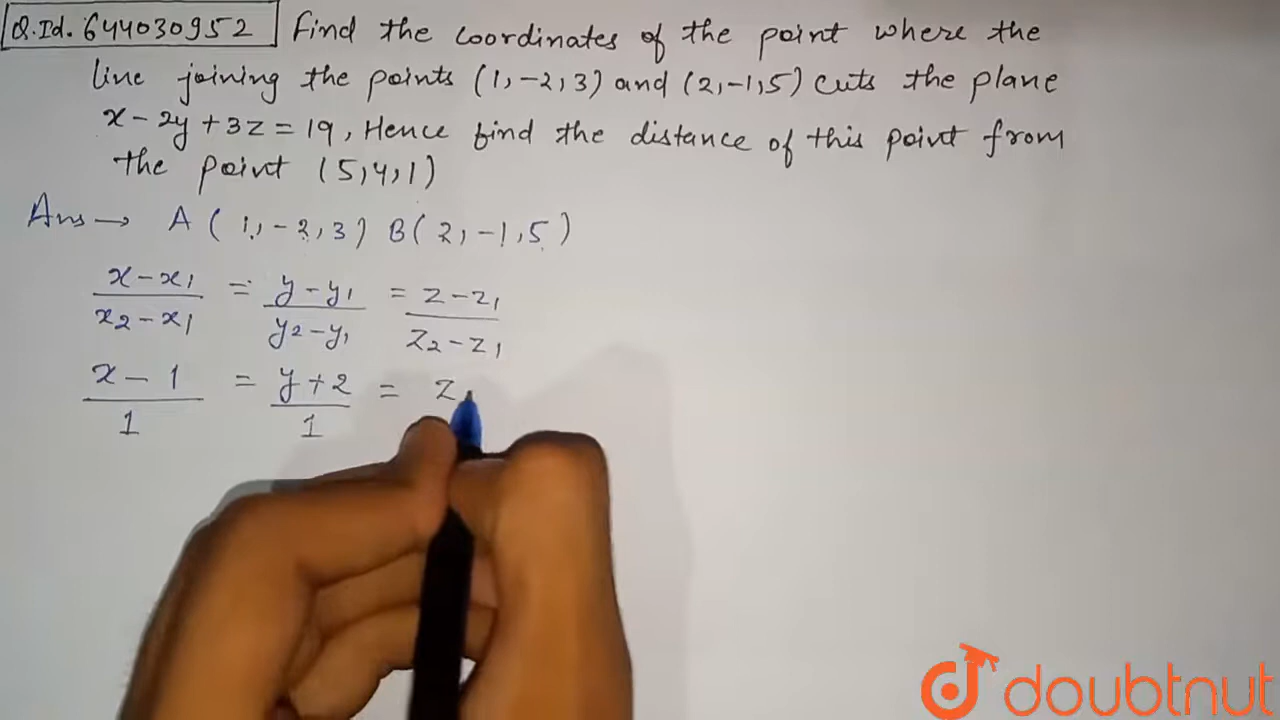 Q.Id. 644030952 Find the coordinates of the point where the
line joining the points (1, -2, 3) and (2, -1, 5) cuts the plane
x - 2y + 3z = 19, Hence find the distance of this point from
the point (5, 4, 1)
Ans → A ( 1, -2, 3 ) B( 2, -1, 5 )
x - x1 / x2 - x1 = y - y1 / y2 - y1 = z - z1 / z2 - z1
x - 1 / 1 = y + 2 / 1 = z
doubtnut